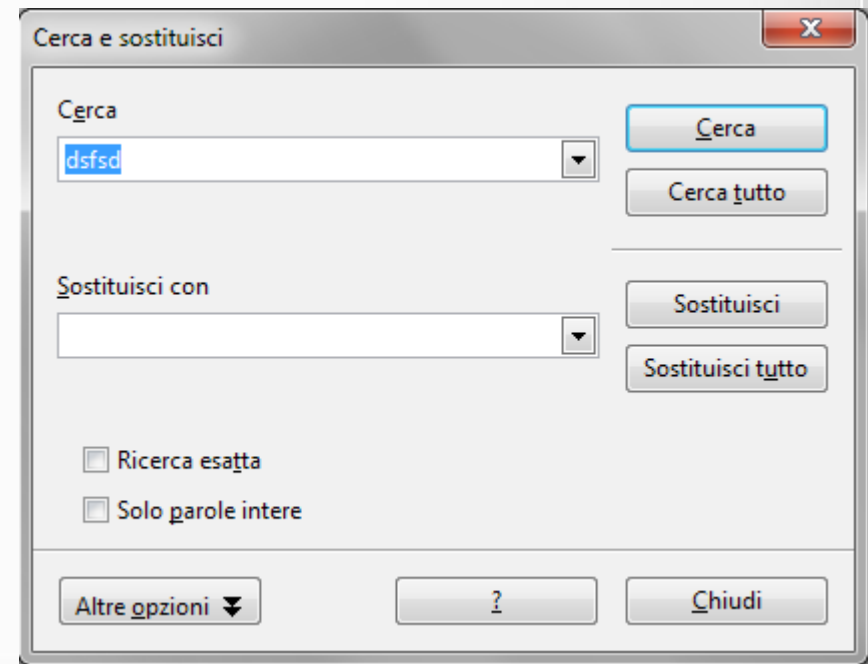 Cerca e sostituisci
Cerca
dsfsd
Cerca
Cerca tutto
Sostituisci con
Sostituisci
Sostituisci tutto
Ricerca esatta
Solo parole intere
Altre opzioni
?
Chiudi